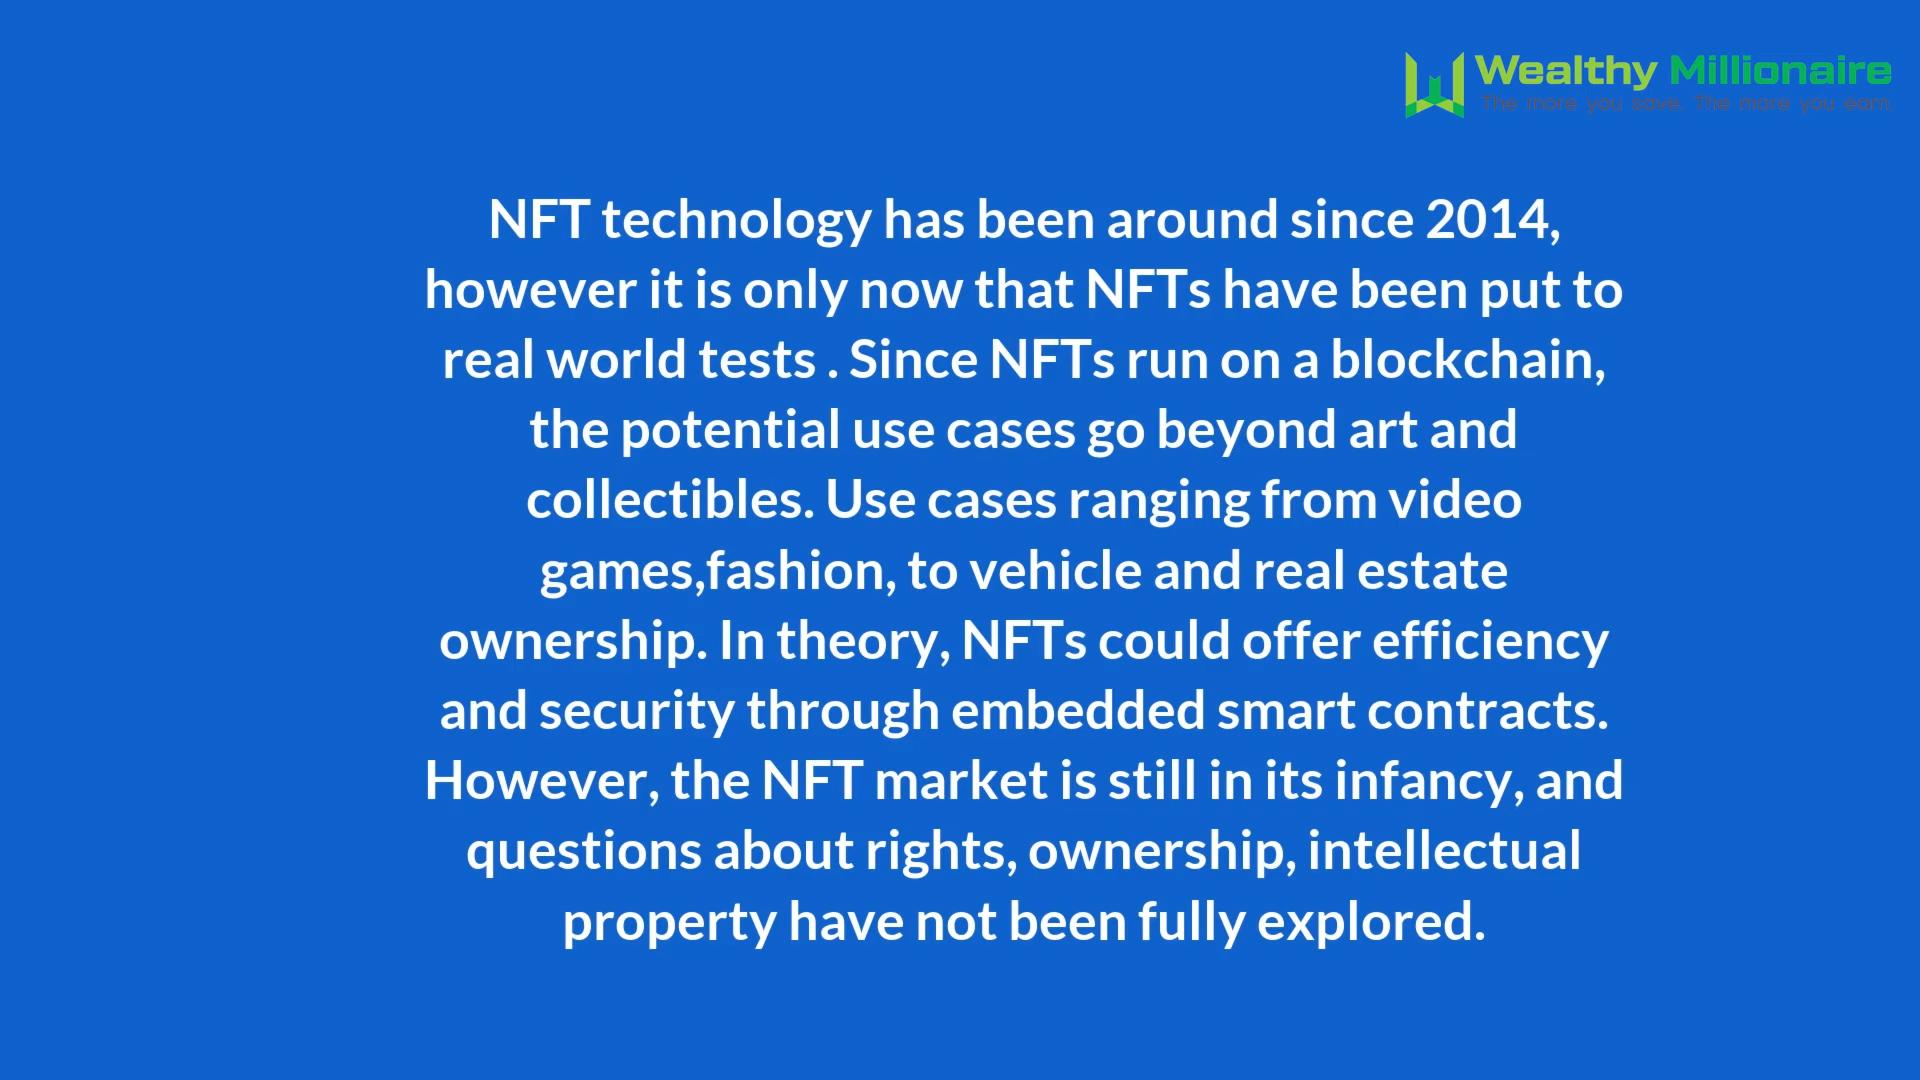 Wealthy Millionaire
The more you save. The more you earn.
NFT technology has been around since 2014,
however it is only now that NFTs have been put to
real world tests . Since NFTs run on a blockchain,
the potential use cases go beyond art and
collectibles. Use cases ranging from video
games,fashion, to vehicle and real estate
ownership. In theory, NFTs could offer efficiency
and security through embedded smart contracts.
However, the NFT market is still in its infancy, and
questions about rights, ownership, intellectual
property have not been fully explored.